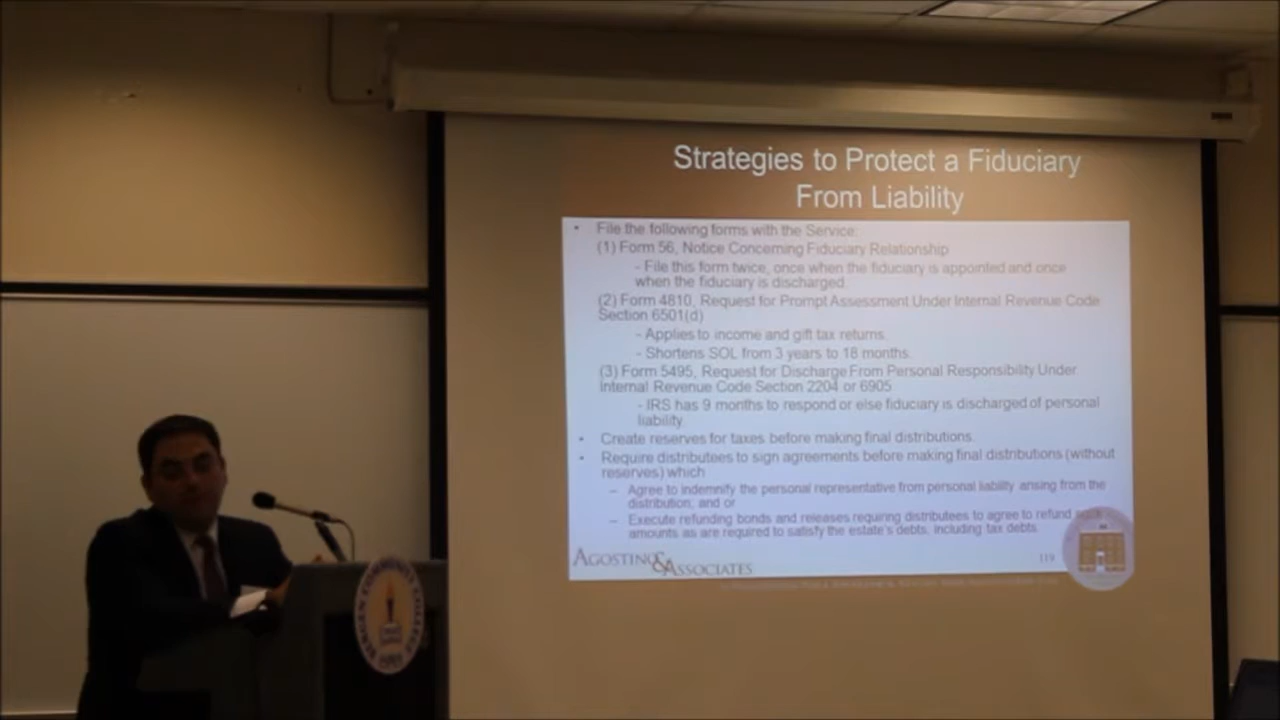 Strategies to Protect a Fiduciary
From Liability
• File the following forms with the Service:
(1) Form 56, Notice Concerning Fiduciary Relationship
- File this form twice, once when the fiduciary is appointed and once
when the fiduciary is discharged.
(2) Form 4810, Request for Prompt Assessment Under Internal Revenue Code
Section 6501(d)
- Applies to income and gift tax returns.
- Shortens SOL from 3 years to 18 months.
(3) Form 5495, Request for Discharge From Personal Responsibility Under
Internal Revenue Code Section 2204 or 6905
- IRS has 9 months to respond or else fiduciary is discharged of personal
liability
• Create reserves for taxes before making final distributions.
• Require distributees to sign agreements before making final distributions (without
reserves) which
– Agree to indemnify the personal representative from personal liability arising from the
distribution; and or
– Execute refunding bonds and releases requiring distributees to agree to refund
amounts as are required to satisfy the estate's debts, including tax debts.
AGOSTINO & ASSOCIATES
119
BERGEN COMMUNITY COLLEGE